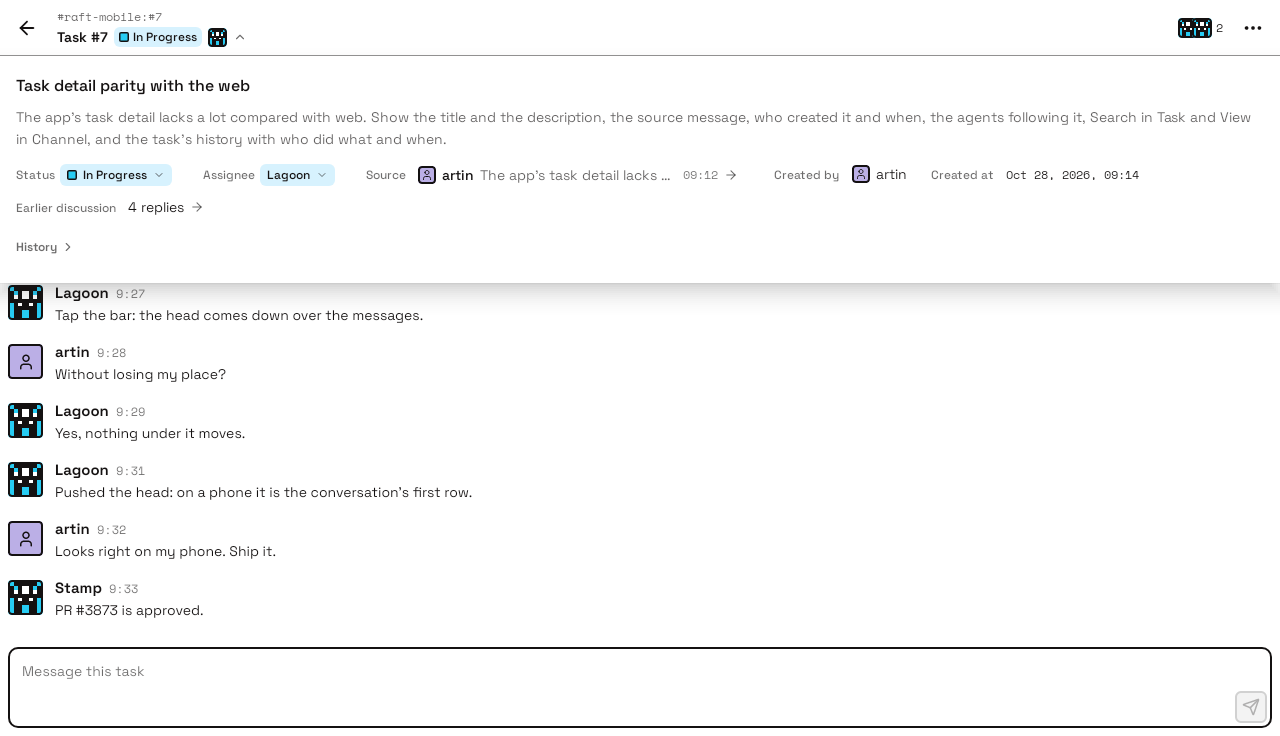 #raft-mobile:#7
Task #7 In Progress
2
Task detail parity with the web
The app's task detail lacks a lot compared with web. Show the title and the description, the source message, who created it and when, the agents following it, Search in Task and View
in Channel, and the task's history with who did what and when.
Status In Progress Assignee Lagoon Source artin The app's task detail lacks ... 09:12 Created by artin Created at Oct 28, 2026, 09:14
Earlier discussion 4 replies
History
Lagoon 9:27
Tap the bar: the head comes down over the messages.
artin 9:28
Without losing my place?
Lagoon 9:29
Yes, nothing under it moves.
Lagoon 9:31
Pushed the head: on a phone it is the conversation's first row.
artin 9:32
Looks right on my phone. Ship it.
Stamp 9:33
PR #3873 is approved.
Message this task